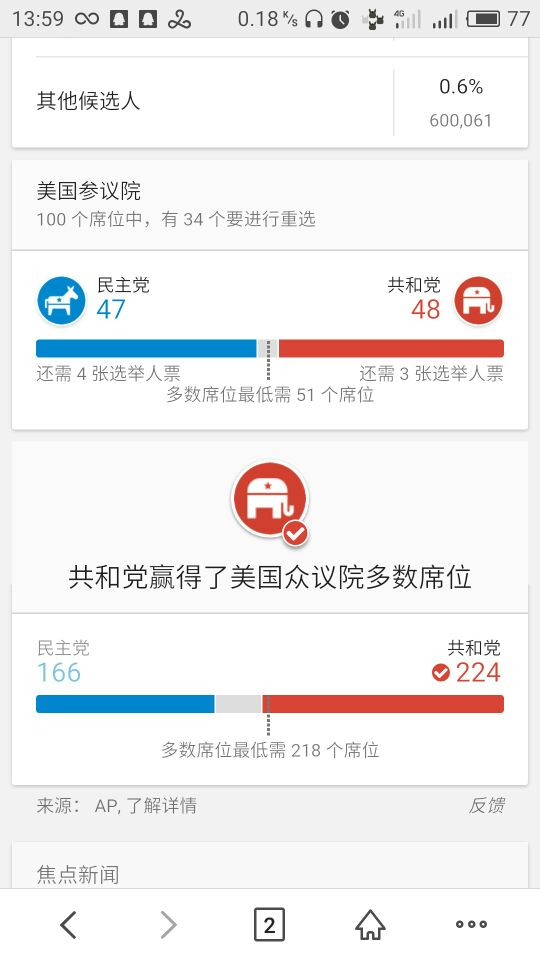 13:59 0.18 K/s 4G 77
其他候选人
0.6%
600,061
美国参议院
100 个席位中，有 34 个要进行重选
民主党
47
共和党
48
还需 4 张选举人票
还需 3 张选举人票
多数席位最低需 51 个席位
共和党赢得了美国众议院多数席位
民主党
166
共和党
224
多数席位最低需 218 个席位
来源： AP, 了解详情
反馈
焦点新闻
2